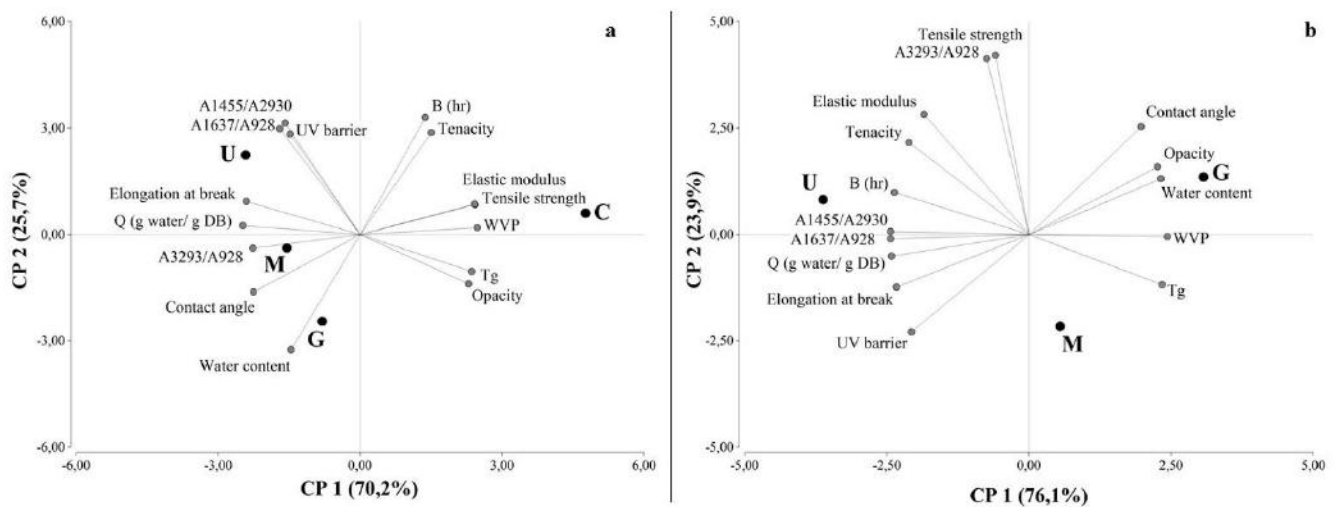 a
6,00
3,00
0,00
-3,00
-6,00
CP 2 (25,7%)
A1455/A2930
A1637/A928
UV barrier
B (hr)
Tenacity
U
Elongation at break
Q (g water/ g DB)
A3293/A928
M
Contact angle
G
Water content
Elastic modulus
Tensile strength
C
WVP
Tg
Opacity
-6,00 -3,00 0,00 3,00 6,00
CP 1 (70,2%)
b
5,00
2,50
0,00
-2,50
-5,00
CP 2 (23,9%)
Tensile strength
A3293/A928
Elastic modulus
Tenacity
Contact angle
Opacity
G
Water content
U
B (hr)
A1455/A2930
A1637/A928
Q (g water/ g DB)
Elongation at break
UV barrier
WVP
Tg
M
-5,00 -2,50 0,00 2,50 5,00
CP 1 (76,1%)